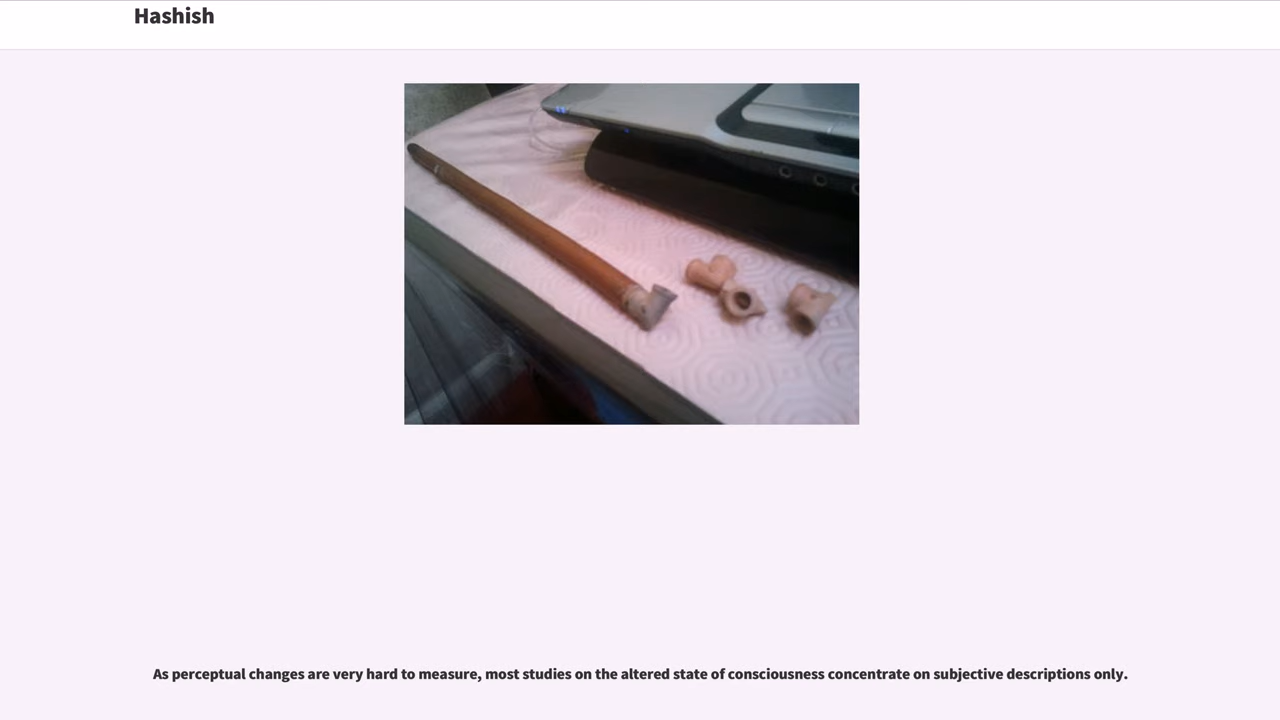 Hashish
As perceptual changes are very hard to measure, most studies on the altered state of consciousness concentrate on subjective descriptions only.